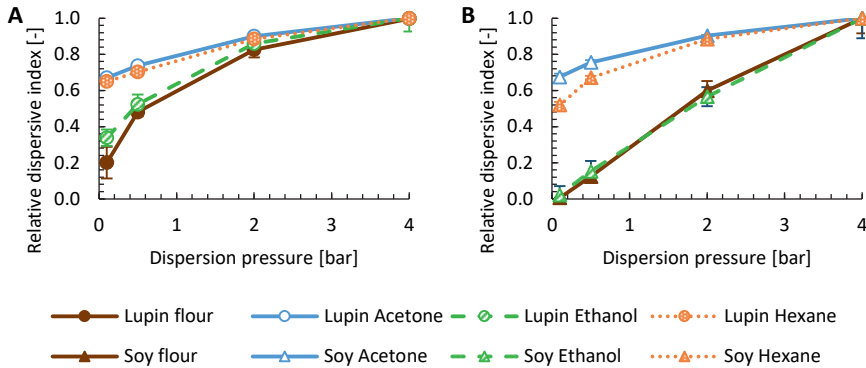 A
B
Relative dispersive index [-]
1.0
0.8
0.6
0.4
0.2
0.0
0 1 2 3 4
Dispersion pressure [bar]
Relative dispersive index [-]
1.0
0.8
0.6
0.4
0.2
0.0
0 1 2 3 4
Dispersion pressure [bar]
Lupin flour Lupin Acetone Lupin Ethanol Lupin Hexane
Soy flour Soy Acetone Soy Ethanol Soy Hexane